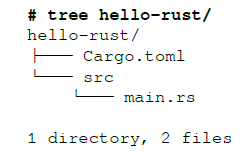 # tree hello-rust/
hello-rust/
├── Cargo.toml
└── src
    └── main.rs

1 directory, 2 files